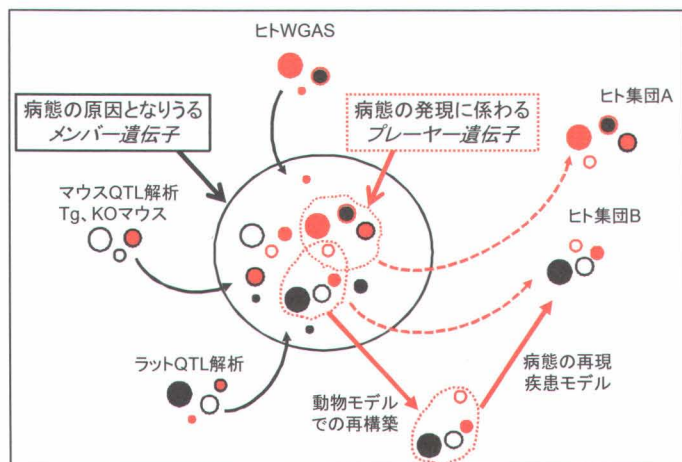 ヒトWGAS
病態の原因となりうる
メンバー遺伝子
病態の発現に係わる
プレーヤー遺伝子
ヒト集団A
マウスQTL解析
Tg、KOマウス
ヒト集団B
ラットQTL解析
動物モデル
での再構築
病態の再現
疾患モデル